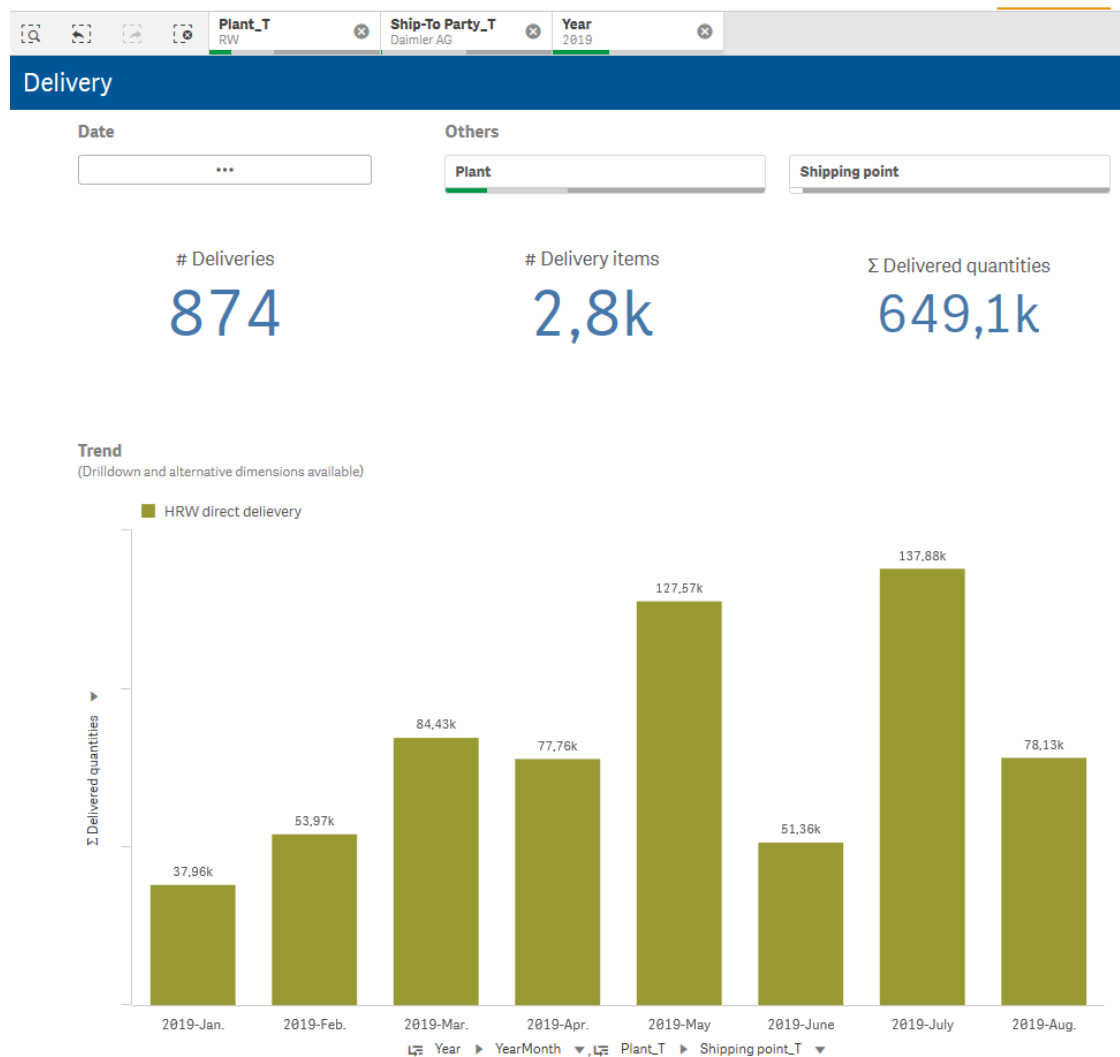 Plant_T
RW
Ship-To Party_T
Daimler AG
Year
2019
Delivery
Date
Others
...
Plant
Shipping point
# Deliveries
874
# Delivery items
2,8k
Σ Delivered quantities
649,1k
Trend
(Drilldown and alternative dimensions available)
HRW direct delievery
137,88k
127,57k
84,43k
77,76k
78,13k
53,97k
51,36k
37,96k
Σ Delivered quantities
2019-Jan. 2019-Feb. 2019-Mar. 2019-Apr. 2019-May 2019-June 2019-July 2019-Aug.
Year YearMonth , Plant_T Shipping point_T